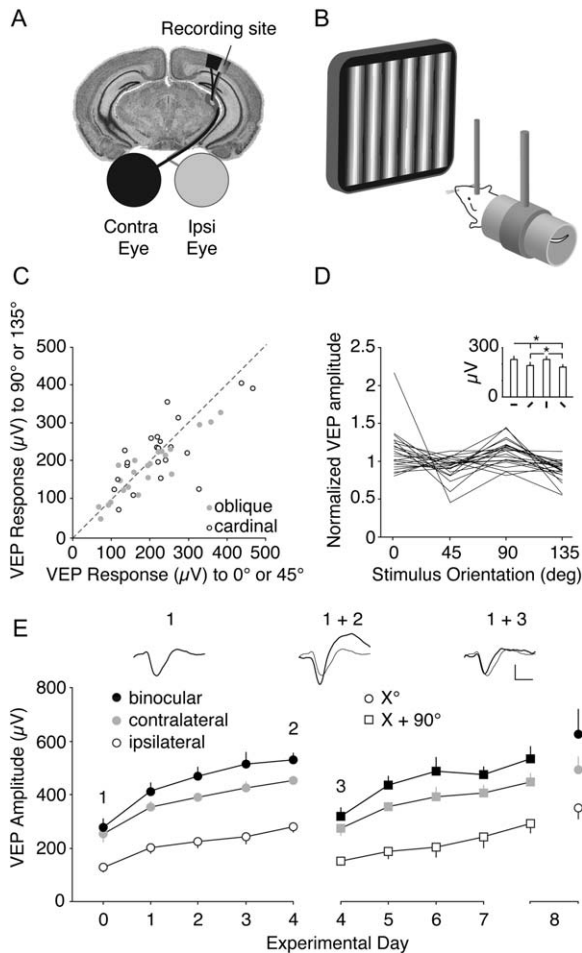 A
Recording site
Contra
Eye
Ipsi
Eye
B
C
VEP Response (µV) to 90° or 135°
500
400
300
200
100
0
0 100 200 300 400 500
oblique
cardinal
VEP Response (µV) to 0° or 45°
D
Normalized VEP amplitude
2.5
2
1.5
1
0.5
0
300
µV
0
*
*
0 45 90 135
Stimulus Orientation (deg)
E
1
1 + 2
1 + 3
VEP Amplitude (µV)
800
600
400
200
0
binocular
contralateral
ipsilateral
X°
X + 90°
1
2
3
0 1 2 3 4 4 5 6 7 8
Experimental Day